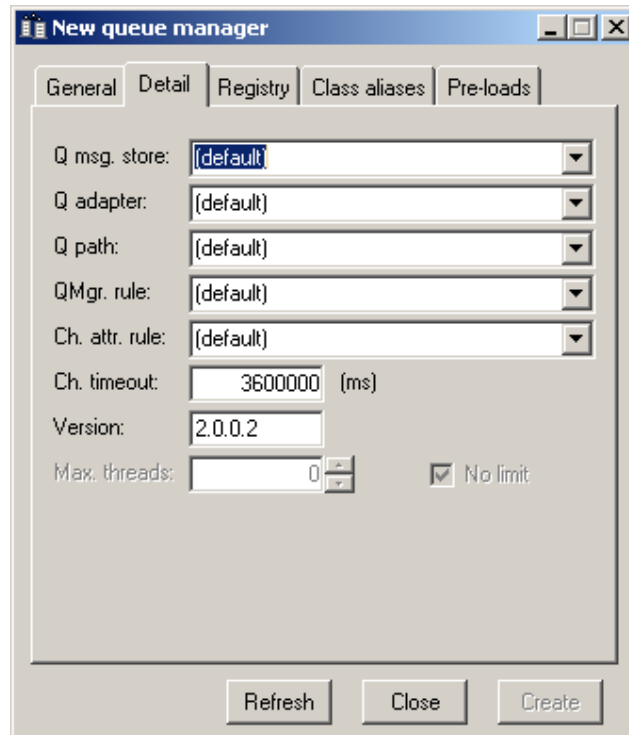 New queue manager
General Detail Registry Class aliases Pre-loads
Q msg. store: (default)
Q adapter: (default)
Q path: (default)
QMgr. rule: (default)
Ch. attr. rule: (default)
Ch. timeout: 3600000 (ms)
Version: 2.0.0.2
Max. threads: 0 No limit
Refresh Close Create